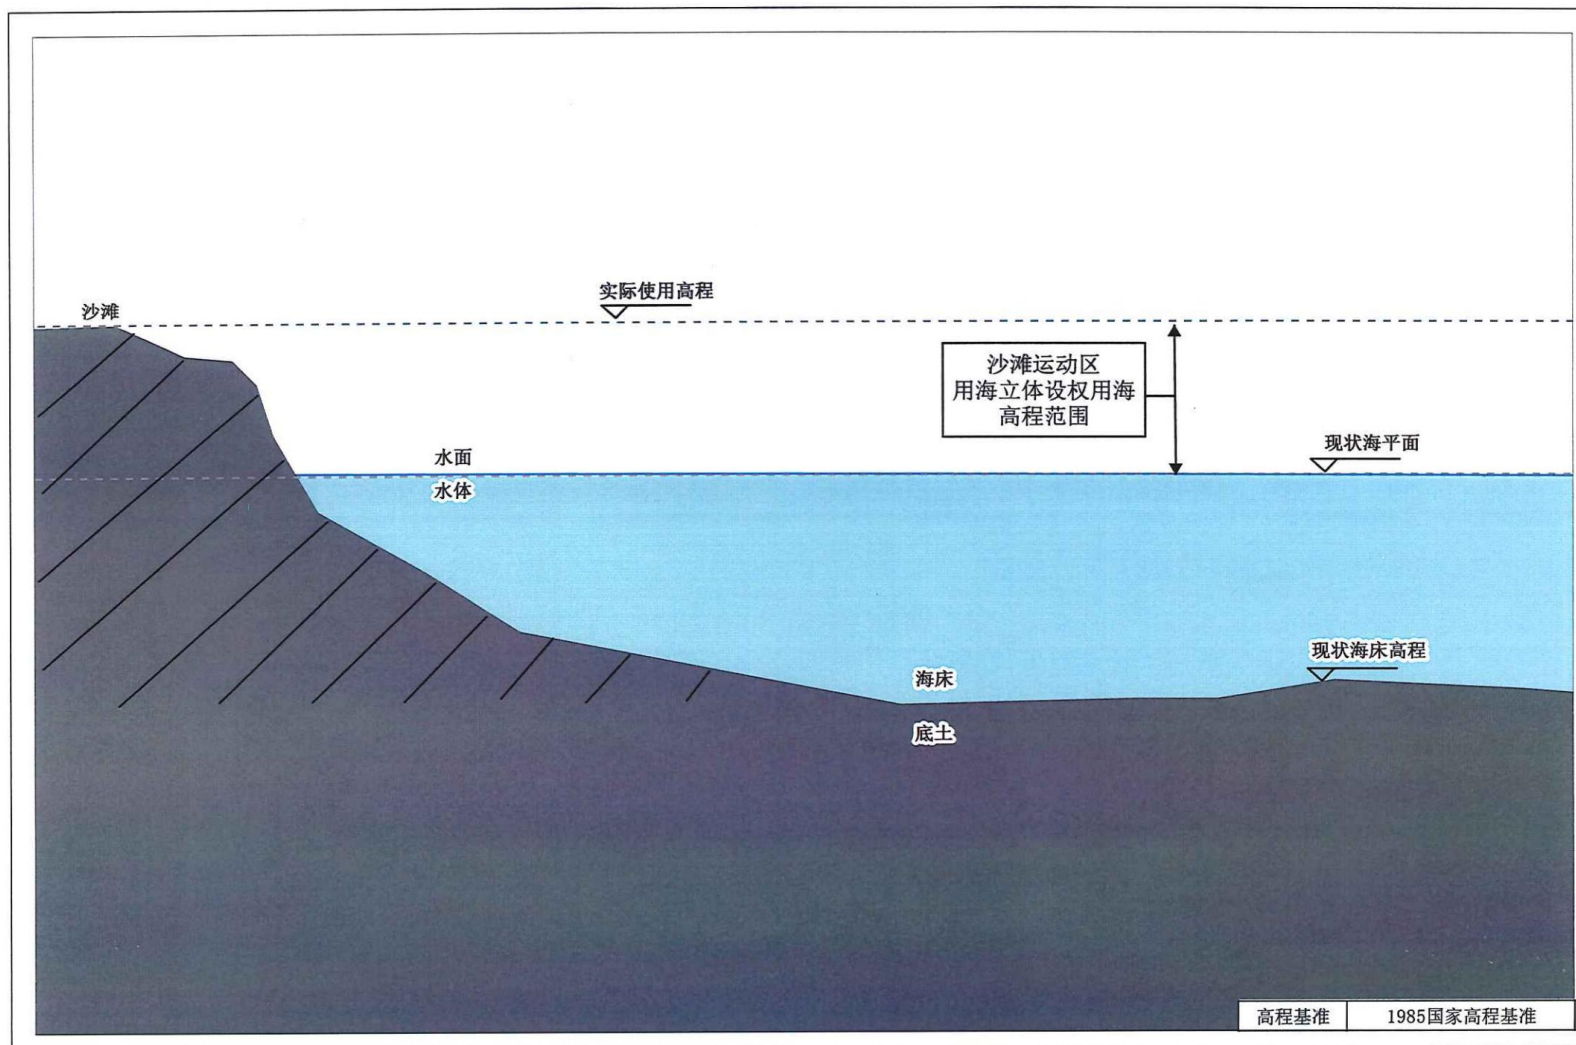 实际使用高程
沙滩
沙滩运动区
用海立体设权用海
高程范围
水面
现状海平面
水体
现状海床高程
海床
底土
高程基准 1985国家高程基准